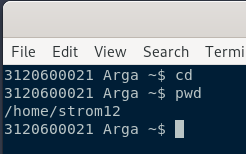 File Edit View Search Termi
3120600021 Arga ~$ cd
3120600021 Arga ~$ pwd
/home/strom12
3120600021 Arga ~$